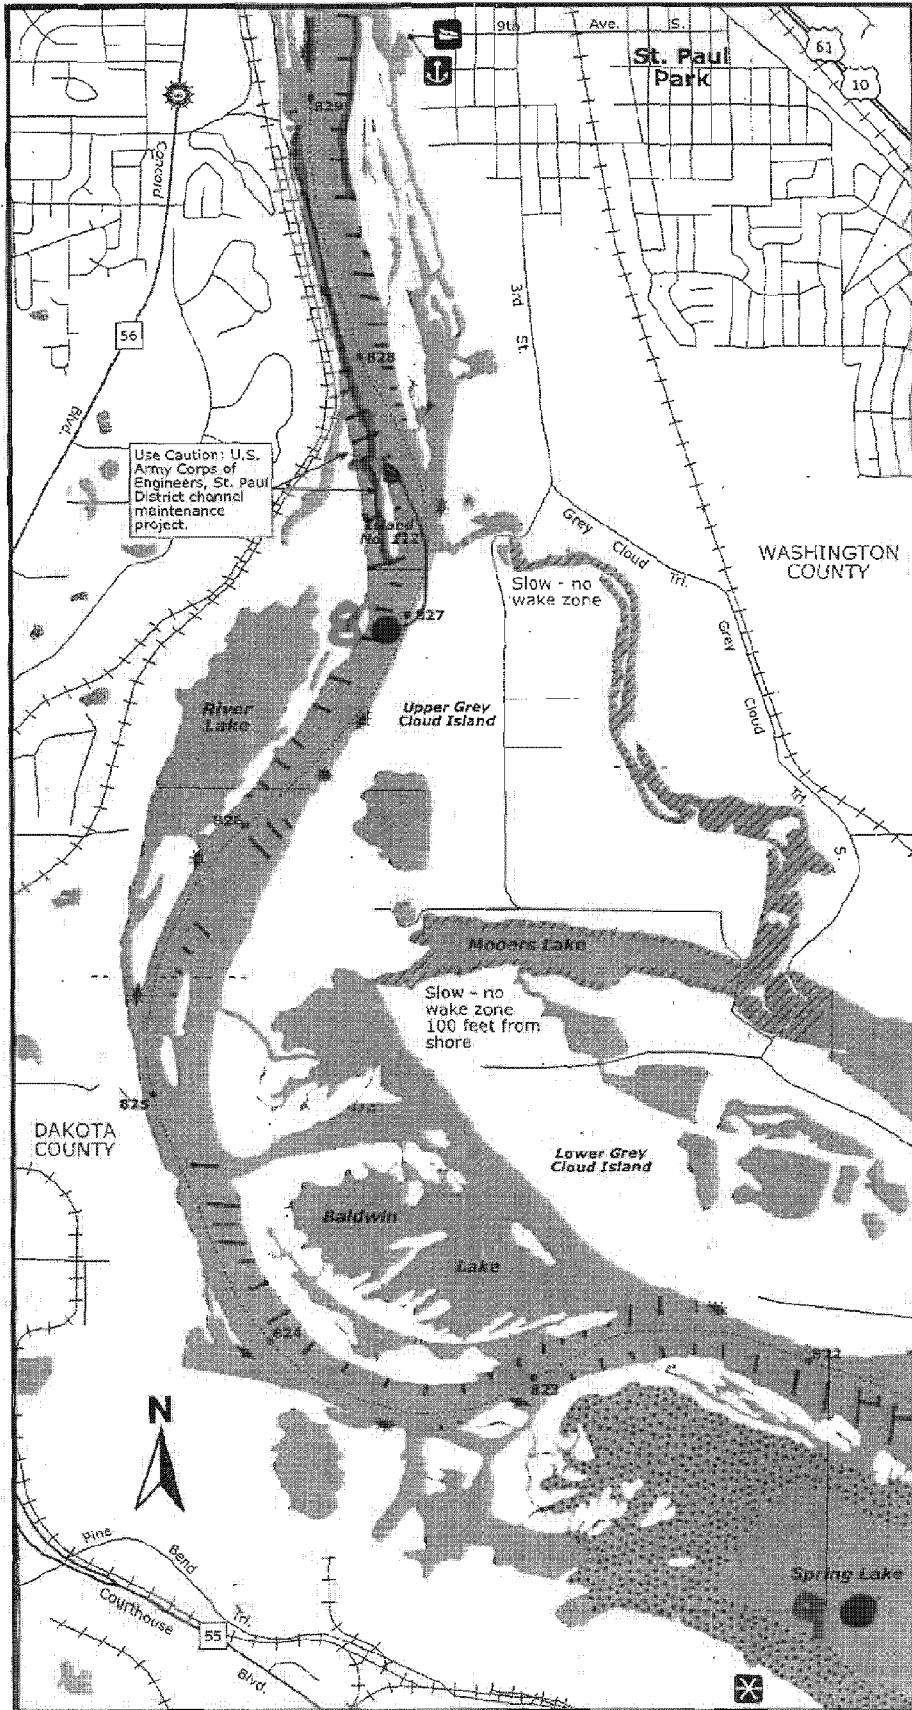 9th Ave. S.
61
St. Paul
Park
10
829
Concord
3rd St.
56
828
Blvd.
Use Caution: U.S.
Army Corps of
Engineers, St. Paul
District channel
maintenance
project.
Island
No. 112
Grey Cloud Trl.
WASHINGTON
COUNTY
Slow - no
wake zone
827
Grey Cloud Trl. S.
River
Lake
Upper Grey
Cloud Island
826
Mooers Lake
Slow - no
wake zone
100 feet from
shore
825
DAKOTA
COUNTY
Lower Grey
Cloud Island
Baldwin
Lake
824
822
823
N
Pine Bend Trl.
Spring Lake
Courthouse
55
Blvd.